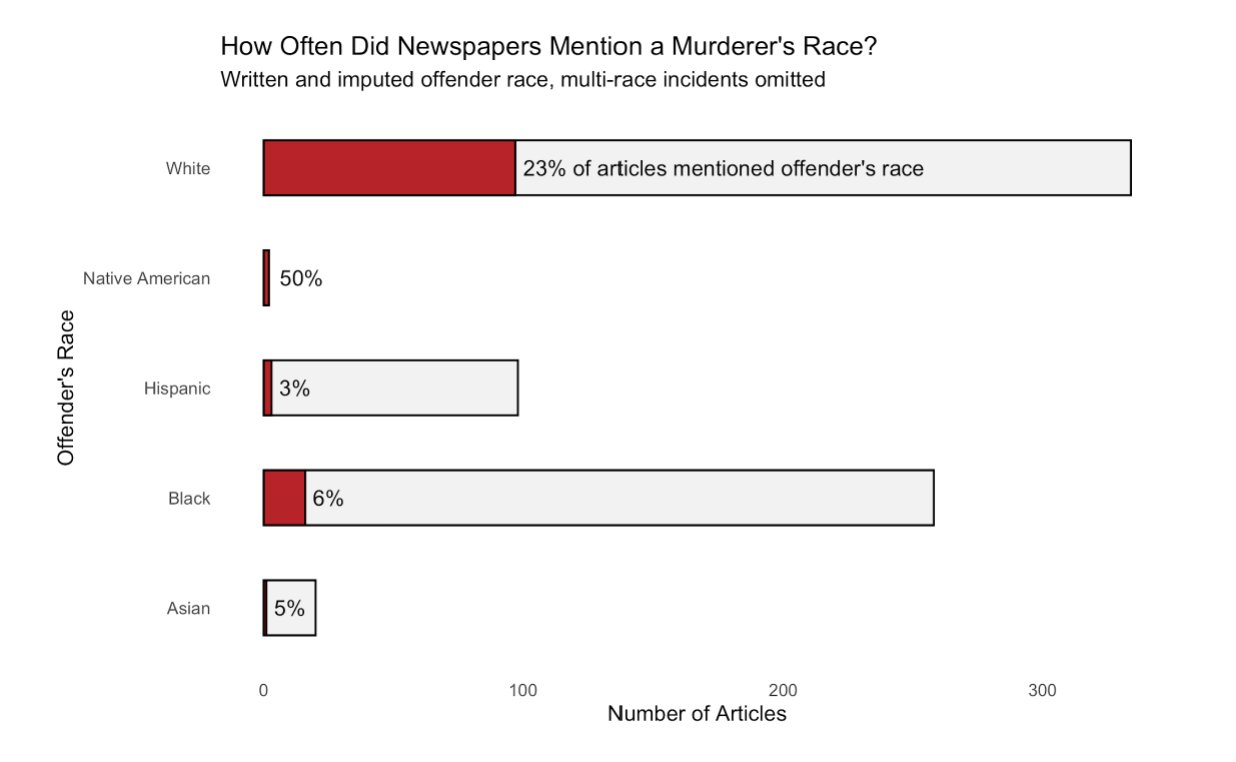 How Often Did Newspapers Mention a Murderer's Race?
Written and imputed offender race, multi-race incidents omitted
Offender's Race
White
23% of articles mentioned offender's race
Native American
50%
Hispanic
3%
Black
6%
Asian
5%
0
100
200
300
Number of Articles